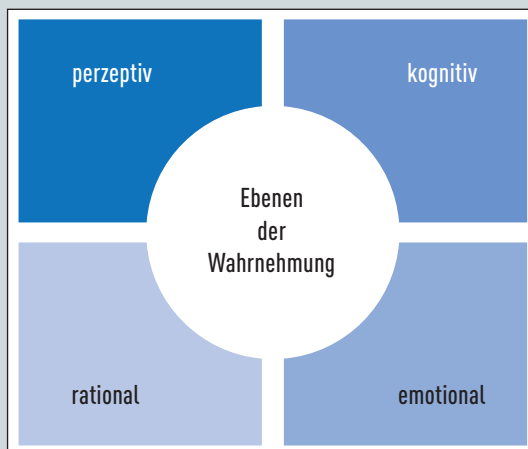 perzeptiv
kognitiv
Ebenen
der
Wahrnehmung
rational
emotional